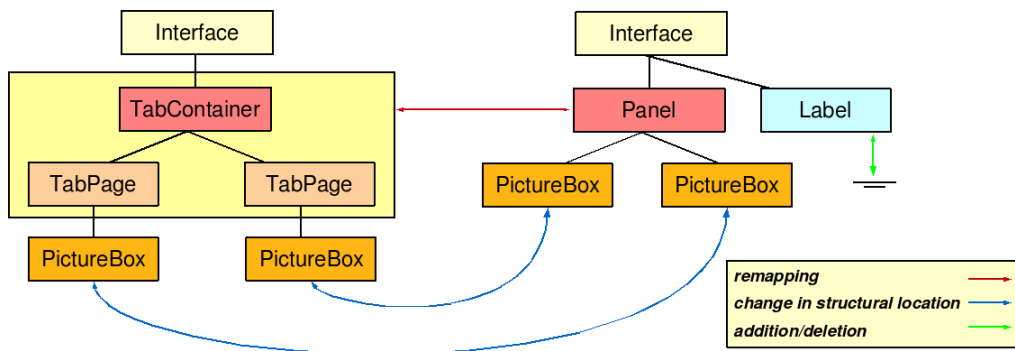 Interface
TabContainer
TabPage
TabPage
PictureBox
PictureBox
Interface
Panel
Label
PictureBox
PictureBox
remapping
change in structural location
addition/deletion